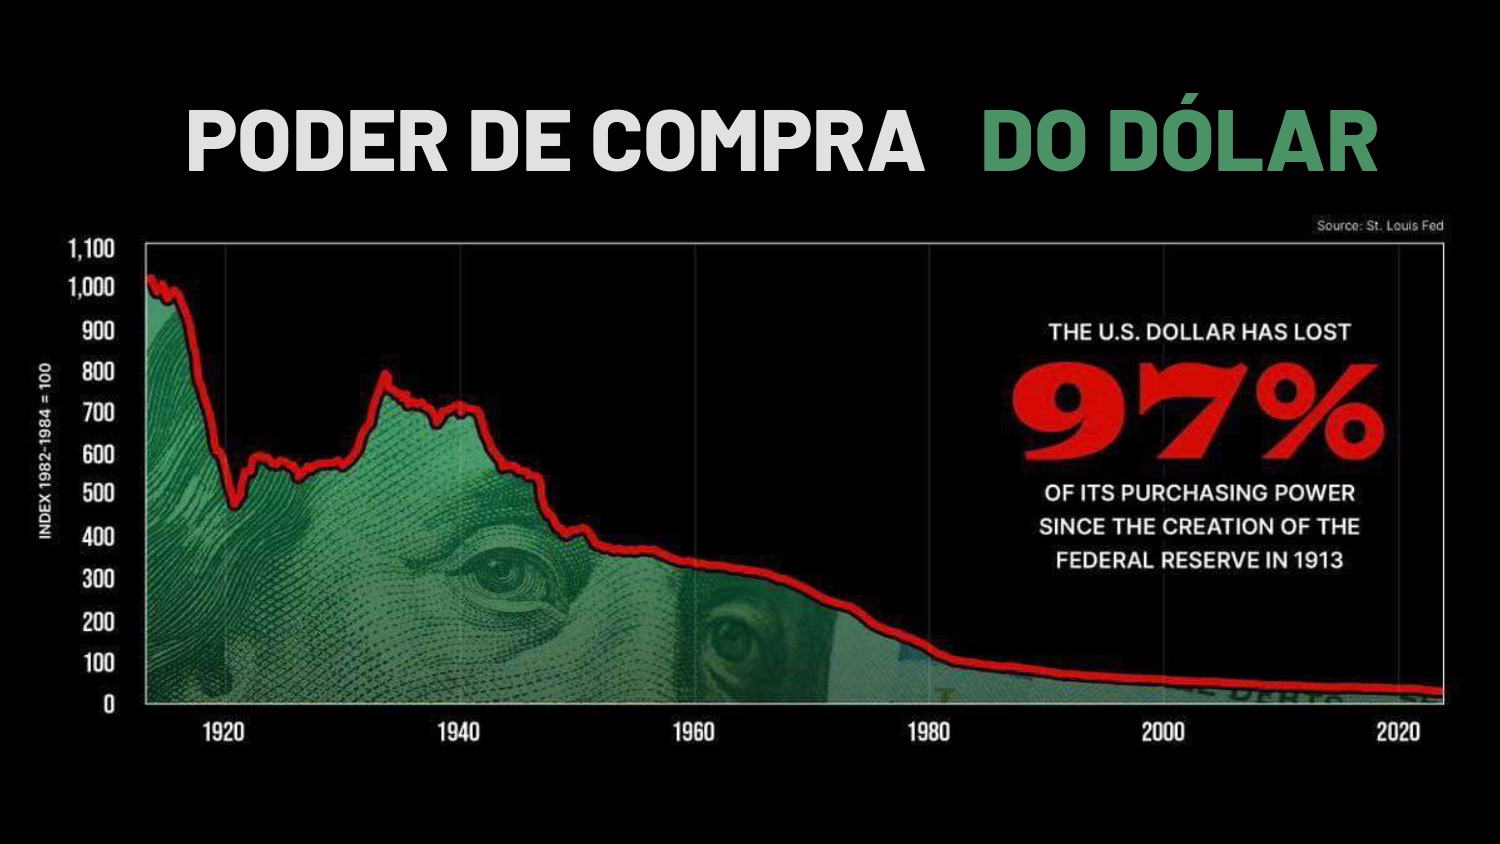 PODER DE COMPRA DO DÓLAR
Source: St. Louis Fed
1,100
1,000
900
800
700
600
500
400
300
200
100
0
INDEX 1982-1984 = 100
THE U.S. DOLLAR HAS LOST
97%
OF ITS PURCHASING POWER
SINCE THE CREATION OF THE
FEDERAL RESERVE IN 1913
1920 1940 1960 1980 2000 2020